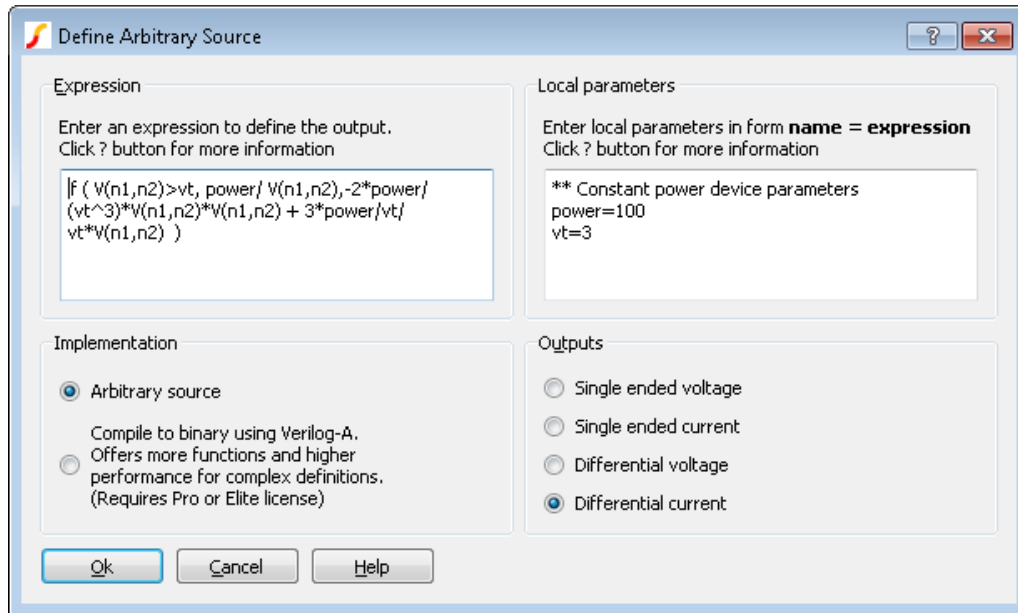 Define Arbitrary Source
?
Expression
Enter an expression to define the output.
Click ? button for more information
if ( V(n1,n2)>vt, power/ V(n1,n2),-2*power/
(vt^3)*V(n1,n2)*V(n1,n2) + 3*power/vt/
vt*V(n1,n2) )
Local parameters
Enter local parameters in form name = expression
Click ? button for more information
** Constant power device parameters
power=100
vt=3
Implementation
Arbitrary source
Compile to binary using Verilog-A.
Offers more functions and higher
performance for complex definitions.
(Requires Pro or Elite license)
Outputs
Single ended voltage
Single ended current
Differential voltage
Differential current
Ok
Cancel
Help